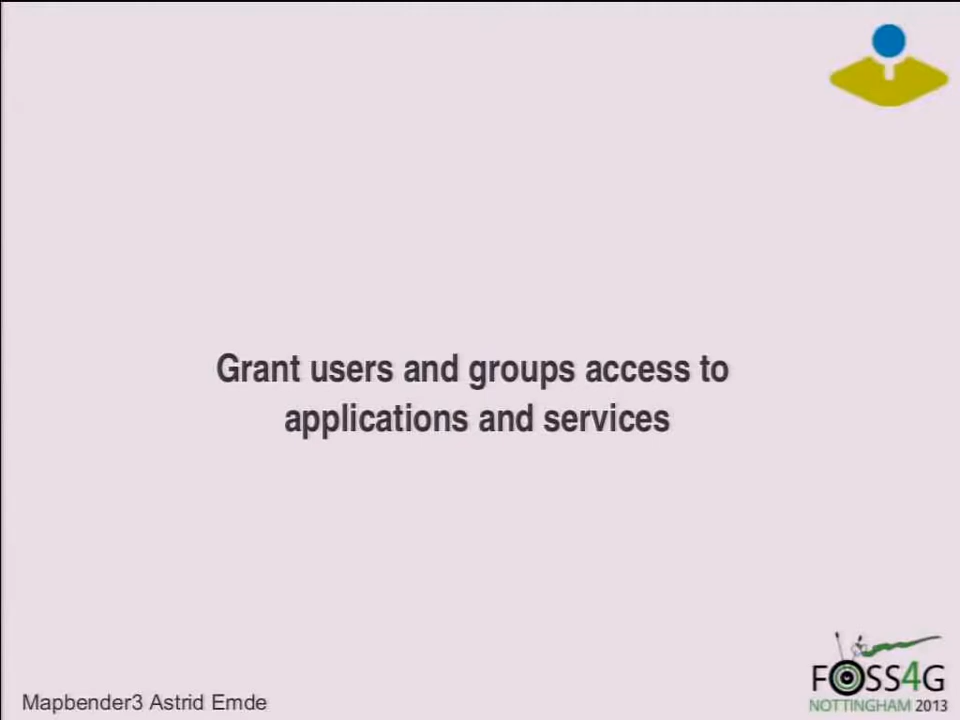 Grant users and groups access to
applications and services
Mapbender3 Astrid Emde
FOSS4G
NOTTINGHAM 2013